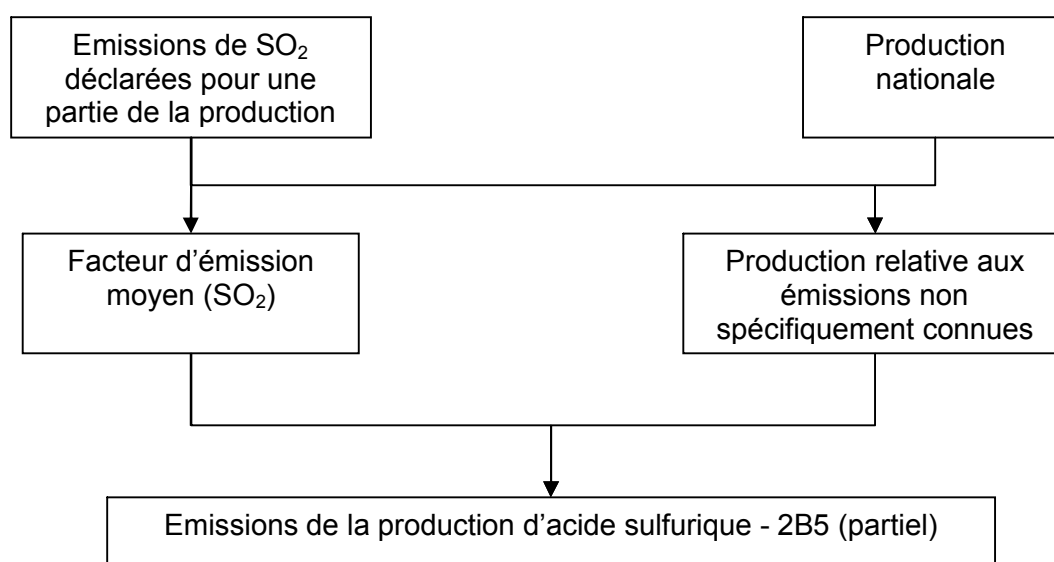 Emissions de SO₂
déclarées pour une
partie de la production
Production
nationale
Facteur d’émission
moyen (SO₂)
Production relative aux
émissions non
spécifiquement connues
Emissions de la production d’acide sulfurique - 2B5 (partiel)